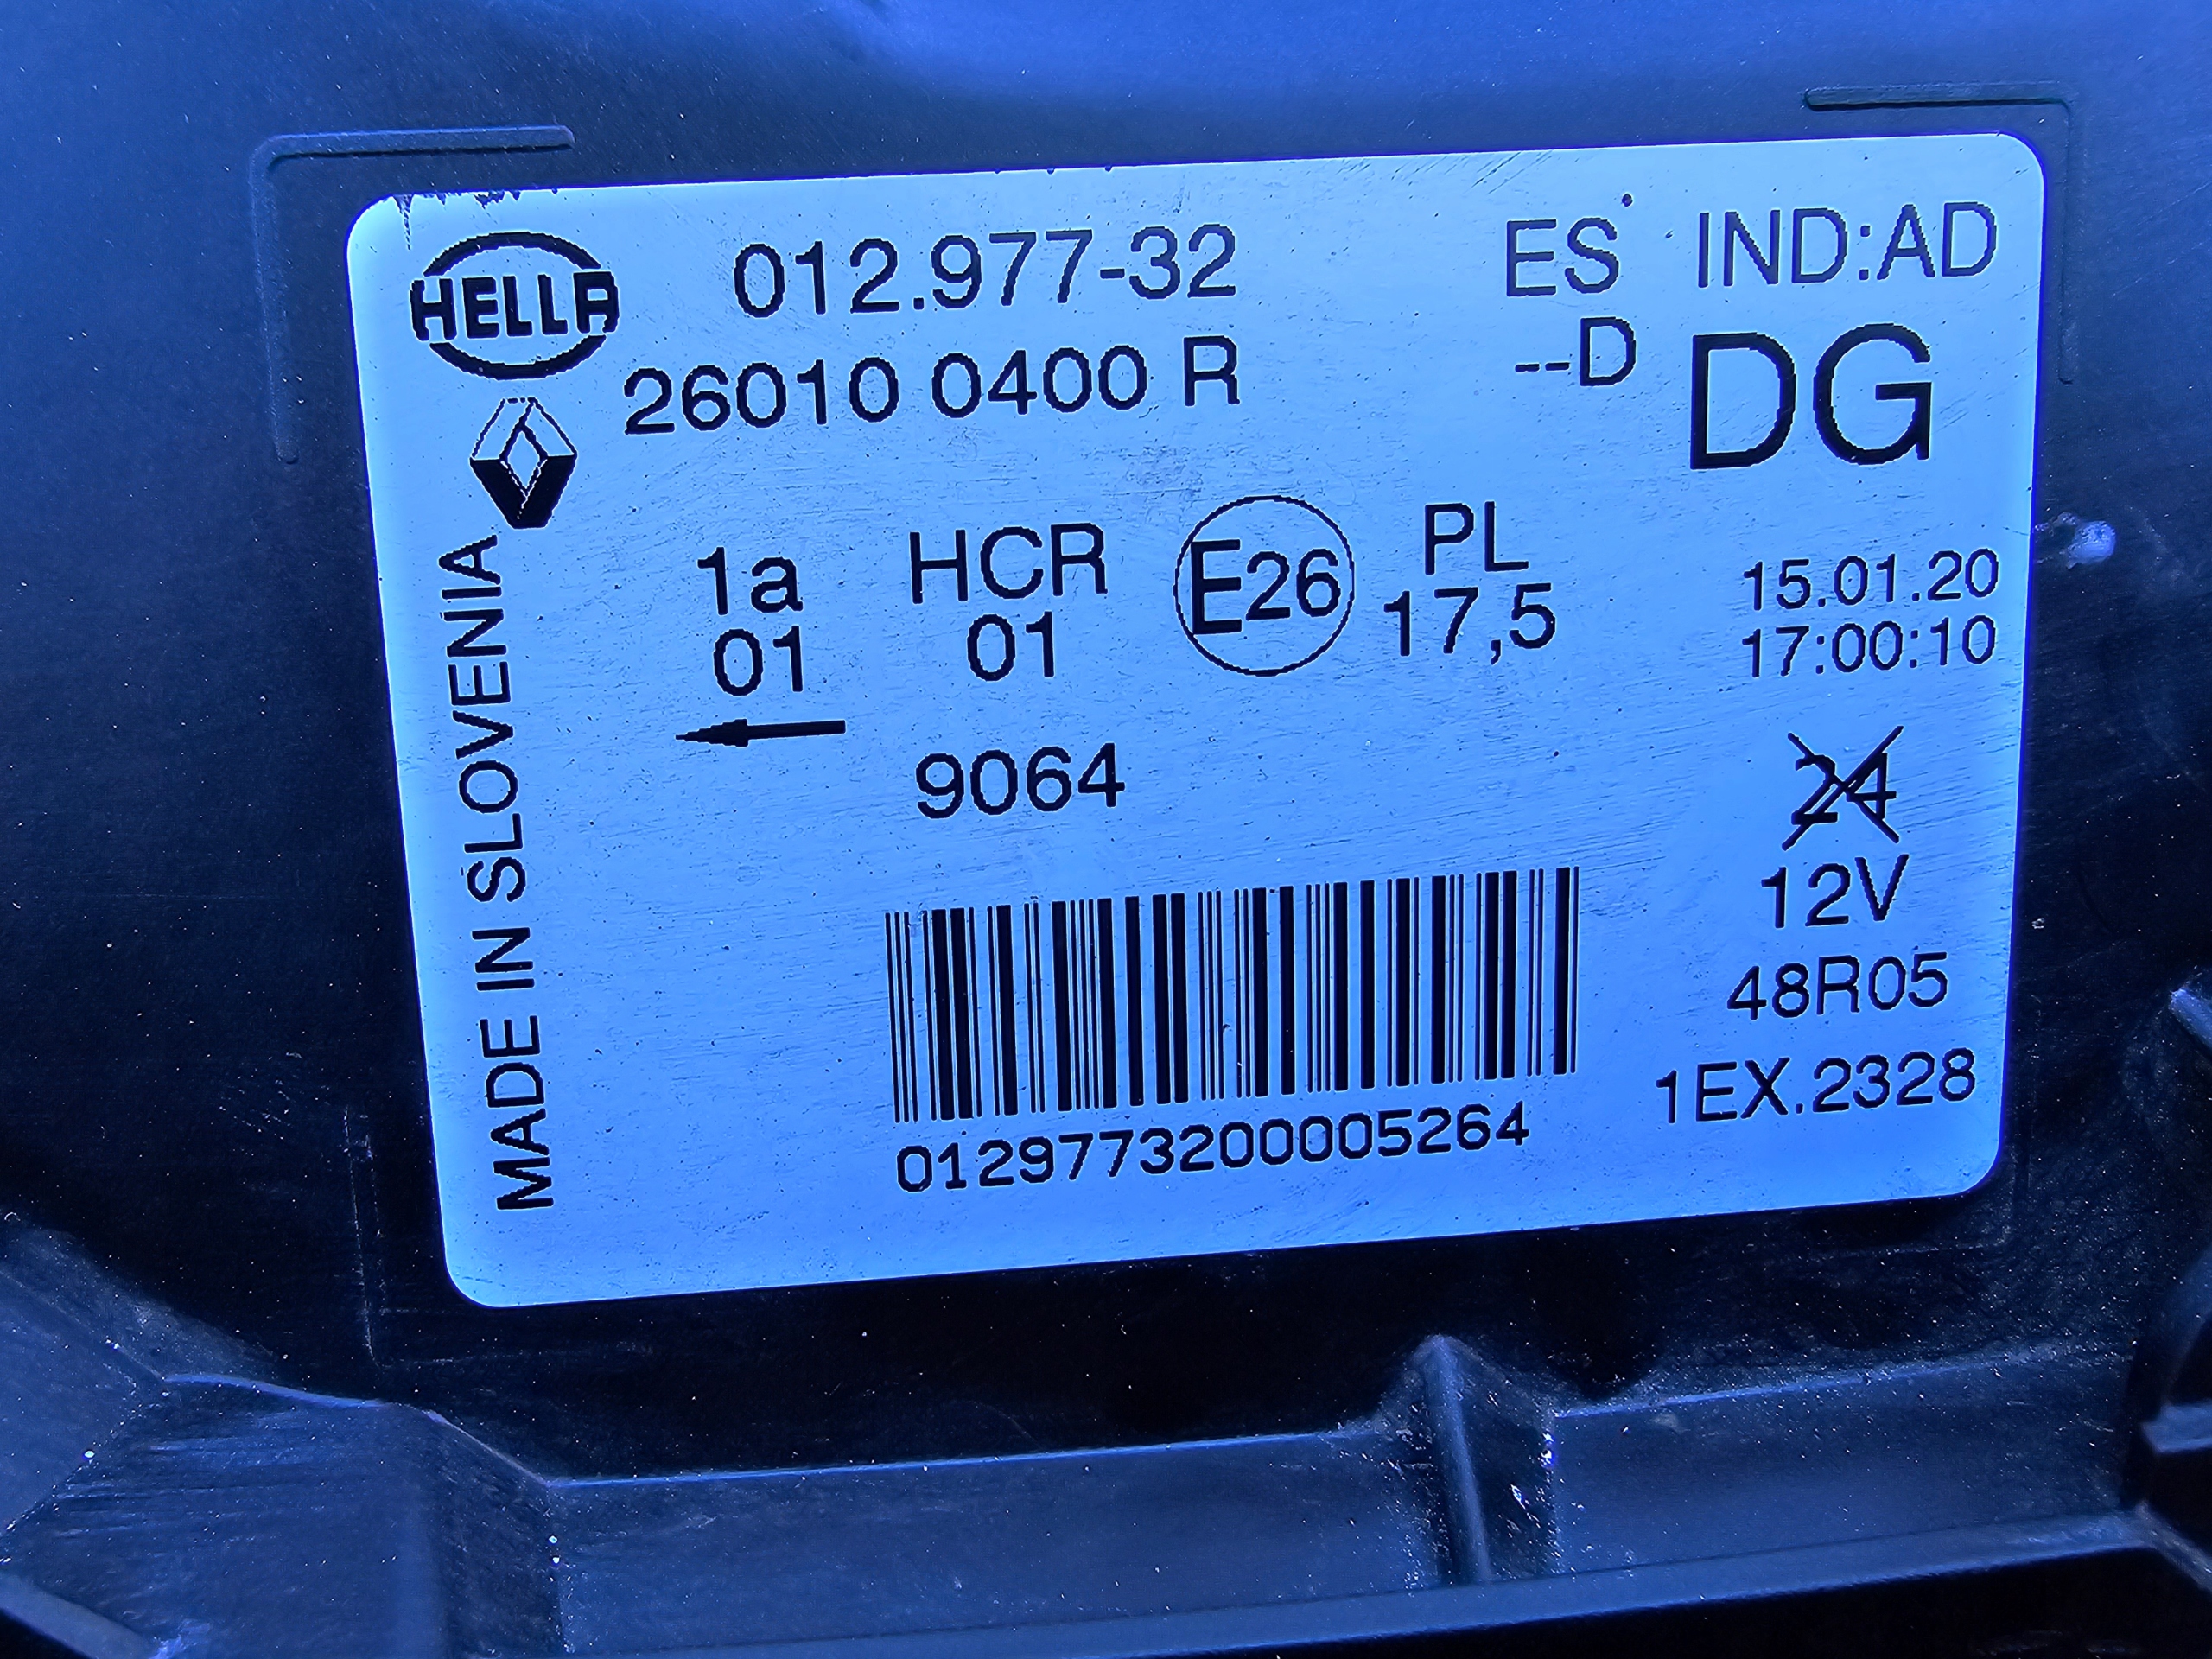 HELLA 012.977-32 ES IND:AD
26010 0400 R --D DG
1a HCR E26 PL
01 01 17,5
15.01.20
17:00:10
9064
24
12V
48R05
1EX.2328
0129773200005264
MADE IN SLOVENIA